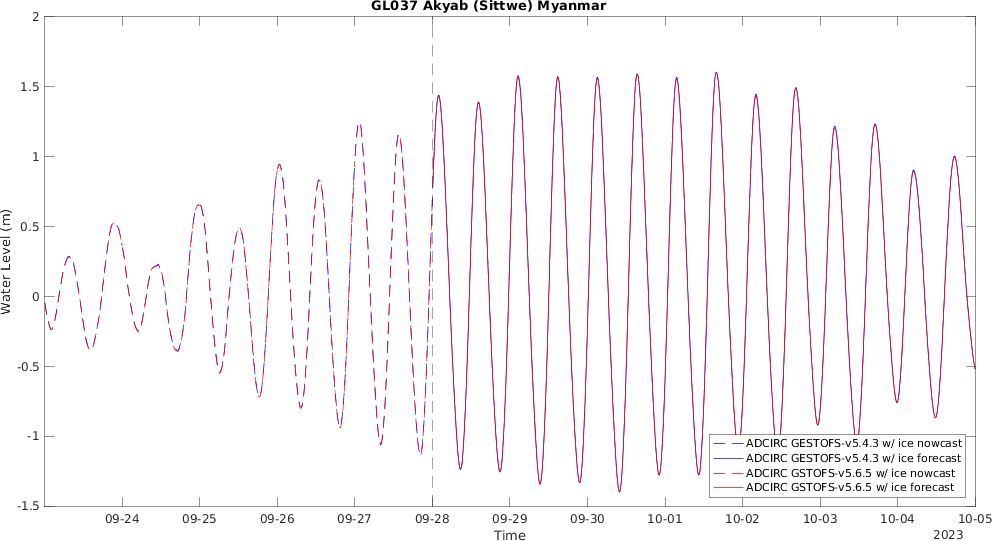 GL037 Akyab (Sittwe) Myanmar
2
1.5
1
0.5
0
-0.5
-1
-1.5
Water Level (m)
ADCIRC GESTOFS-v5.4.3 w/ ice nowcast
ADCIRC GESTOFS-v5.4.3 w/ ice forecast
ADCIRC GSTOFS-v5.6.5 w/ ice nowcast
ADCIRC GSTOFS-v5.6.5 w/ ice forecast
09-24 09-25 09-26 09-27 09-28 09-29 09-30 10-01 10-02 10-03 10-04 10-05
Time
2023